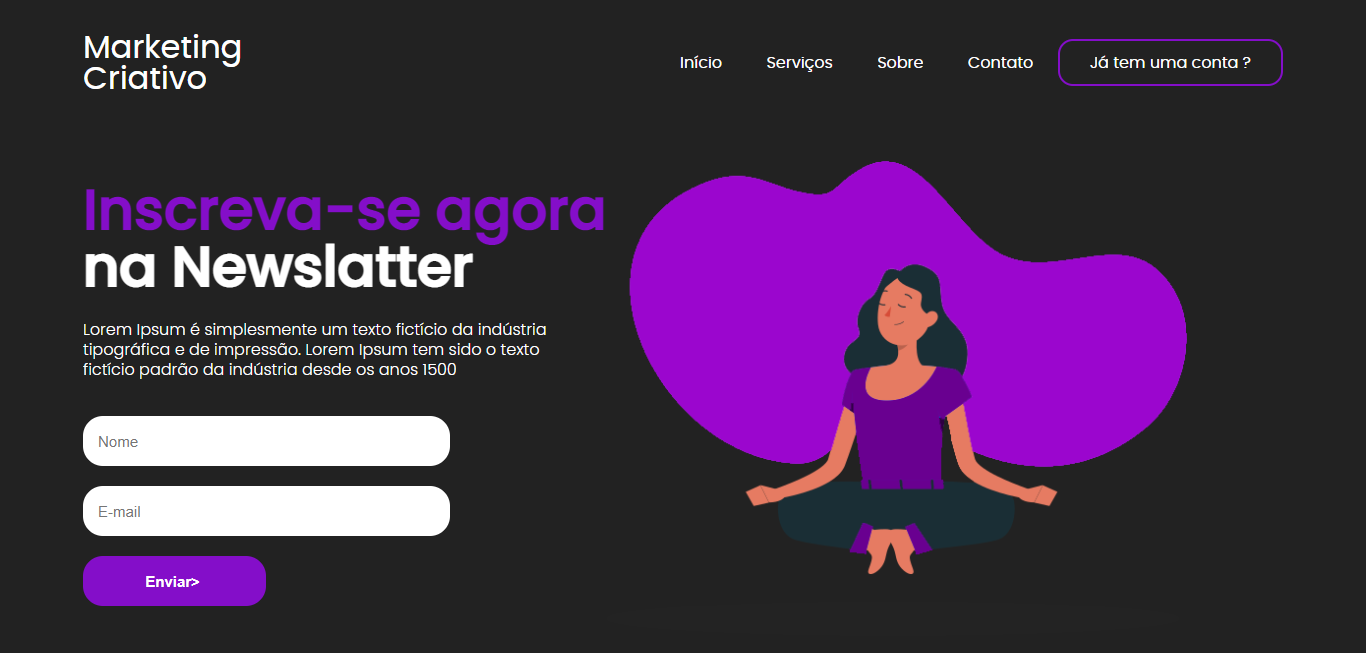 Marketing
Criativo
Início
Serviços
Sobre
Contato
Já tem uma conta ?
Inscreva-se agora
na Newslatter
Lorem Ipsum é simplesmente um texto fictício da indústria
tipográfica e de impressão. Lorem Ipsum tem sido o texto
fictício padrão da indústria desde os anos 1500
Nome
E-mail
Enviar>